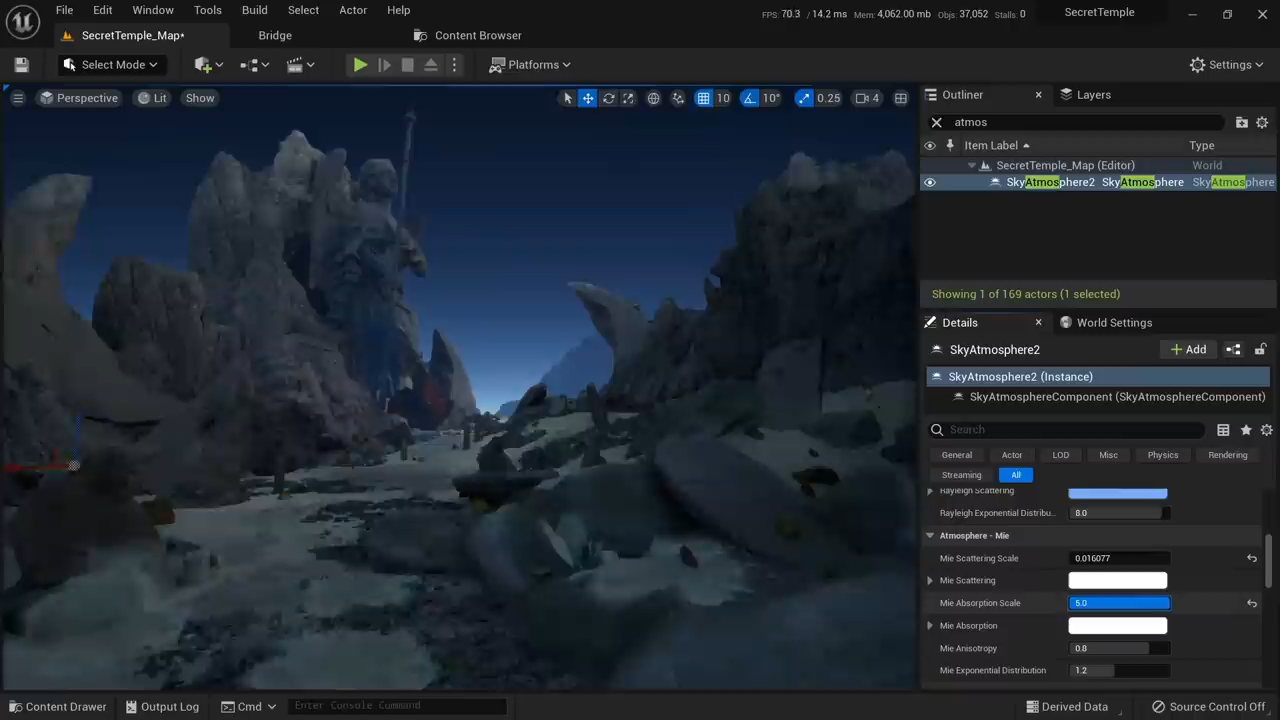 File Edit Window Tools Build Select Actor Help
FPS: 70.3 / 14.2 ms Mem: 4,062.00 mb Objs: 37,052 Stalls: 0
SecretTemple
SecretTemple_Map*
Bridge
Content Browser
Select Mode
Platforms
Settings
Perspective
Lit
Show
10
10°
0.25
4
Outliner
Layers
atmos
Item Label
Type
SecretTemple_Map (Editor) World
SkyAtmosphere2 SkyAtmosphere SkyAtmosphere
Showing 1 of 169 actors (1 selected)
Details
World Settings
SkyAtmosphere2
+ Add
SkyAtmosphere2 (Instance)
SkyAtmosphereComponent (SkyAtmosphereComponent)
Search
General Actor LOD Misc Physics Rendering
Streaming All
Rayleigh Scattering
Rayleigh Exponential Distribu... 8.0
Atmosphere - Mie
Mie Scattering Scale 0.016077
Mie Scattering
Mie Absorption Scale 5.0
Mie Absorption
Mie Anisotropy 0.8
Mie Exponential Distribution 1.2
Content Drawer
Output Log
Cmd
Enter Console Command
Derived Data
Source Control Off